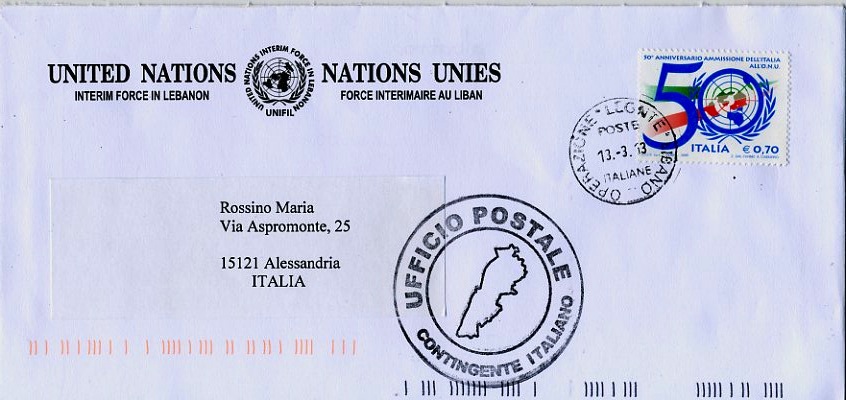 UNITED NATIONS
INTERIM FORCE IN LEBANON
UNITED NATIONS INTERIM FORCE IN LEBANON
UNIFIL
NATIONS UNIES
FORCE INTERIMAIRE AU LIBAN
50° ANNIVERSARIO AMMISSIONE DELL'ITALIA
ALL'O.N.U.
50
ITALIA € 0,70
OPERAZIONE "LEONTE" LIBANO
POSTE
13.-3.13
ITALIANE
Rossino Maria
Via Aspromonte, 25
15121 Alessandria
ITALIA
UFFICIO POSTALE
CONTINGENTE ITALIANO